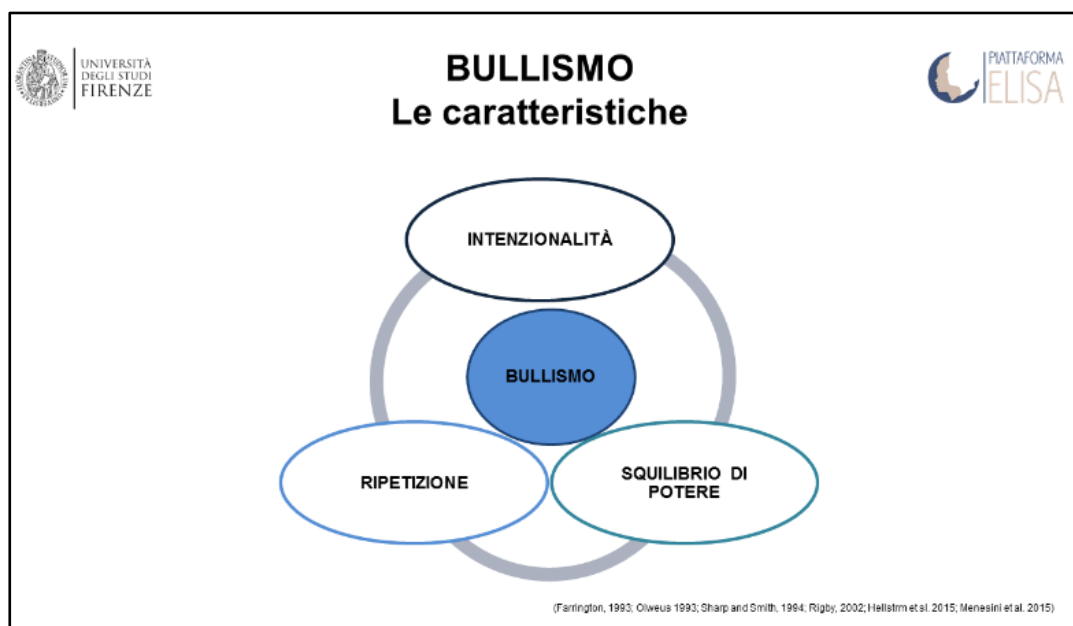 UNIVERSITÀ
DEGLI STUDI
FIRENZE
BULLISMO
Le caratteristiche
PIATTAFORMA
ELISA
INTENZIONALITÀ
BULLISMO
RIPETIZIONE
SQUILIBRIO DI
POTERE
(Farrington, 1993; Olweus 1993; Sharp and Smith, 1994; Rigby, 2002; Hellstrm et sl. 2015; Menesini et al. 2015)